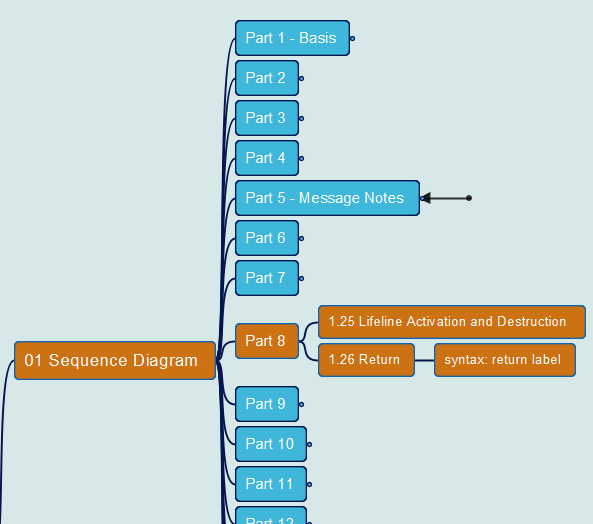 Part 1 - Basis
Part 2
Part 3
Part 4
Part 5 - Message Notes
Part 6
Part 7
01 Sequence Diagram
Part 8
1.25 Lifeline Activation and Destruction
1.26 Return
syntax: return label
Part 9
Part 10
Part 11
Part 12